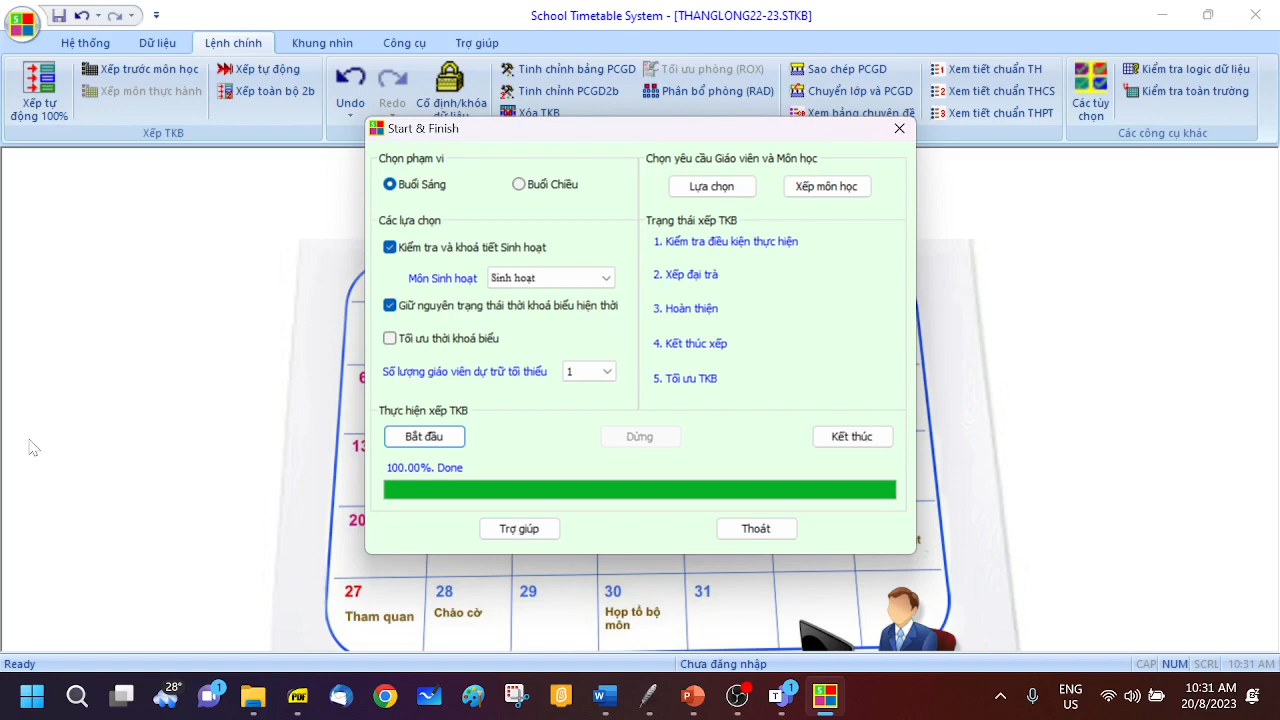 School Timetable System - [THANGLONG22-23.STKB]
Hệ thống Dữ liệu Lệnh chính Khung nhìn Công cụ Trợ giúp
Xếp tự động 100%
Xếp trước môn học
Xếp môn thực hành
Xếp tự động
Xếp toàn bộ 2b
Xếp TKB
Undo
Redo
Cố định/khóa dữ liệu
Tinh chỉnh bảng PCGD
Tinh chỉnh PCGD2b
Xóa TKB
Phân bổ phòng (RAD)
Sao chép PCGD
Chuyển lớp và PCGD
Xem bảng chuyên đề
Xem tiết chuẩn TH
Xem tiết chuẩn THCS
Xem tiết chuẩn THPT
Các tùy chọn
Kiểm tra logic dữ liệu
Kiểm tra toàn trường
Các công cụ khác
Start & Finish
Chọn phạm vi
Buổi Sáng Buổi Chiều
Các lựa chọn
Kiểm tra và khoá tiết Sinh hoạt
Môn Sinh hoạt Sinh hoạt
Giữ nguyên trạng thái thời khoá biểu hiện thời
Tối ưu thời khoá biểu
Số lượng giáo viên dự trữ tối thiểu 1
Chọn yêu cầu Giáo viên và Môn học
Lựa chọn Xếp môn học
Trạng thái xếp TKB
1. Kiểm tra điều kiện thực hiện
2. Xếp đại trà
3. Hoàn thiện
4. Kết thúc xếp
5. Tối ưu TKB
Thực hiện xếp TKB
Bắt đầu Dừng Kết thúc
100.00%. Done
Trợ giúp Thoát
6
13
20
27 28 29 30 31
Tham quan Chào cờ Họp tổ bộ môn
Ready Chưa đăng nhập CAP NUM SCRL 10:31 AM
28° 1 PDF 1 ENG US 10:31 AM
20/8/2023